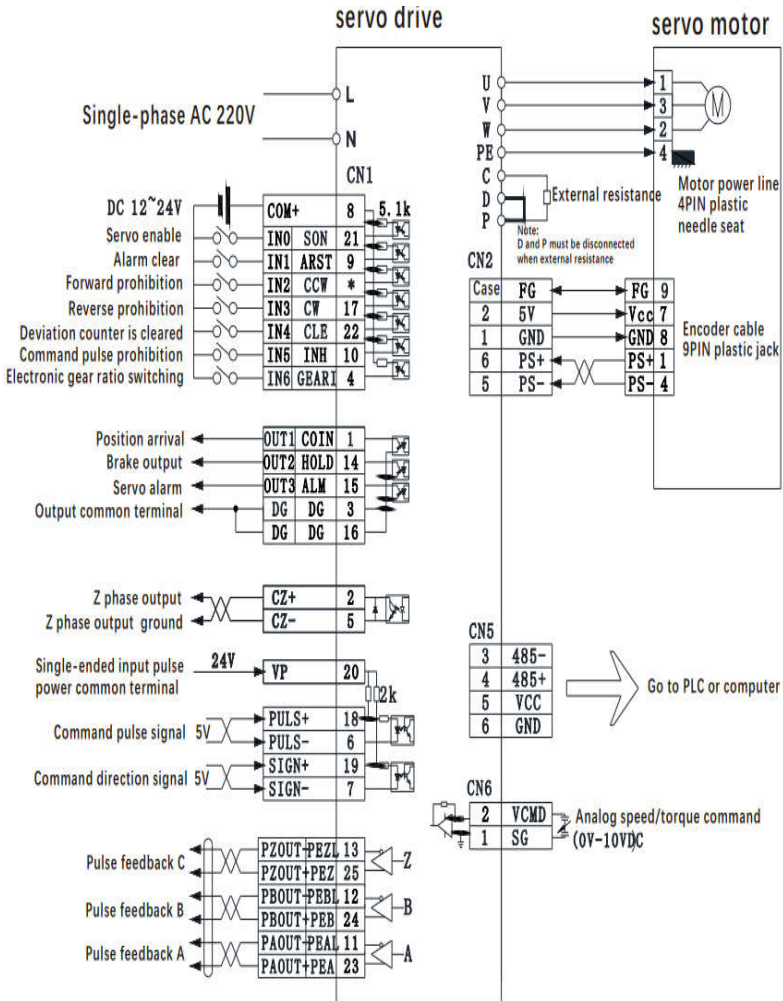 servo drive
servo motor
Single-phase AC 220V
L
N
U
V
W
PE
C
D
P
1
3
2
4
M
External resistance
Note:
D and P must be disconnected
when external resistance
Motor power line
4PIN plastic
needle seat
CN1
DC 12~24V COM+ 8 5.1k
Servo enable IN0 SON 21
Alarm clear IN1 ARST 9
Forward prohibition IN2 CCW *
Reverse prohibition IN3 CW 17
Deviation counter is cleared IN4 CLE 22
Command pulse prohibition IN5 INH 10
Electronic gear ratio switching IN6 GEAR1 4
CN2
Case FG FG 9
2 5V Vcc 7
1 GND GND 8
6 PS+ PS+ 1
5 PS- PS- 4
Encoder cable
9PIN plastic jack
Position arrival OUT1 COIN 1
Brake output OUT2 HOLD 14
Servo alarm OUT3 ALM 15
Output common terminal DG DG 3
DG DG 16
Z phase output CZ+ 2
Z phase output ground CZ- 5
Single-ended input pulse
power common terminal
24V VP 20
2k
Command pulse signal 5V
PULS+ 18
PULS- 6
Command direction signal 5V
SIGN+ 19
SIGN- 7
CN5
3 485-
4 485+
5 VCC
6 GND
Go to PLC or computer
CN6
2 VCMD
1 SG
Analog speed/torque command
(0V-10V)DC
Pulse feedback C
PZOUT-PEZL 13
PZOUT+PEZ 25
Z
Pulse feedback B
PBOUT-PEBL 12
PBOUT+PEB 24
B
Pulse feedback A
PAOUT-PEAL 11
PAOUT+PEA 23
A